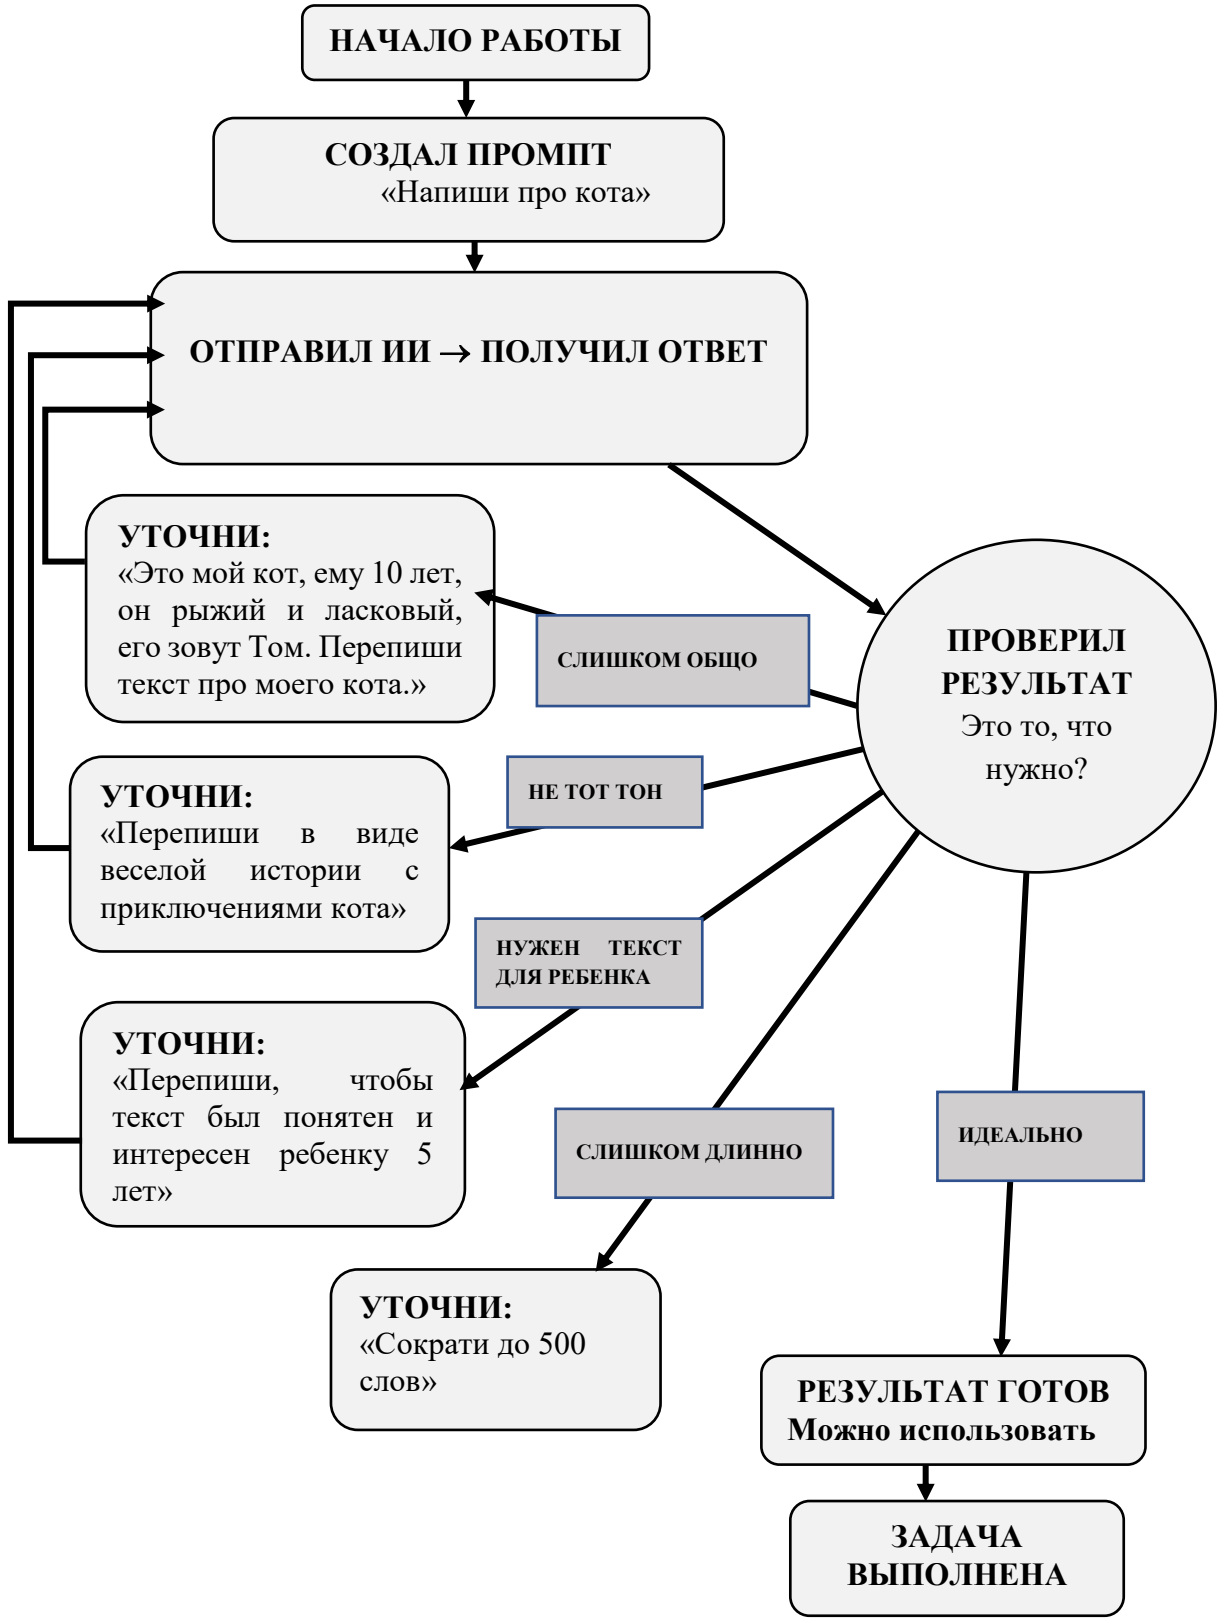 НАЧАЛО РАБОТЫ
СОЗДАЛ ПРОМПТ
«Напиши про кота»
ОТПРАВИЛ ИИ → ПОЛУЧИЛ ОТВЕТ
УТОЧНИ:
«Это мой кот, ему 10 лет,
он рыжий и ласковый,
его зовут Том. Перепиши
текст про моего кота.»
СЛИШКОМ ОБЩО
ПРОВЕРИЛ
РЕЗУЛЬТАТ
Это то, что
нужно?
УТОЧНИ:
«Перепиши в виде
веселой истории с
приключениями кота»
НЕ ТОТ ТОН
НУЖЕН ТЕКСТ
ДЛЯ РЕБЕНКА
УТОЧНИ:
«Перепиши, чтобы
текст был понятен и
интересен ребенку 5
лет»
СЛИШКОМ ДЛИННО
ИДЕАЛЬНО
УТОЧНИ:
«Сократи до 500
слов»
РЕЗУЛЬТАТ ГОТОВ
Можно использовать
ЗАДАЧА
ВЫПОЛНЕНА